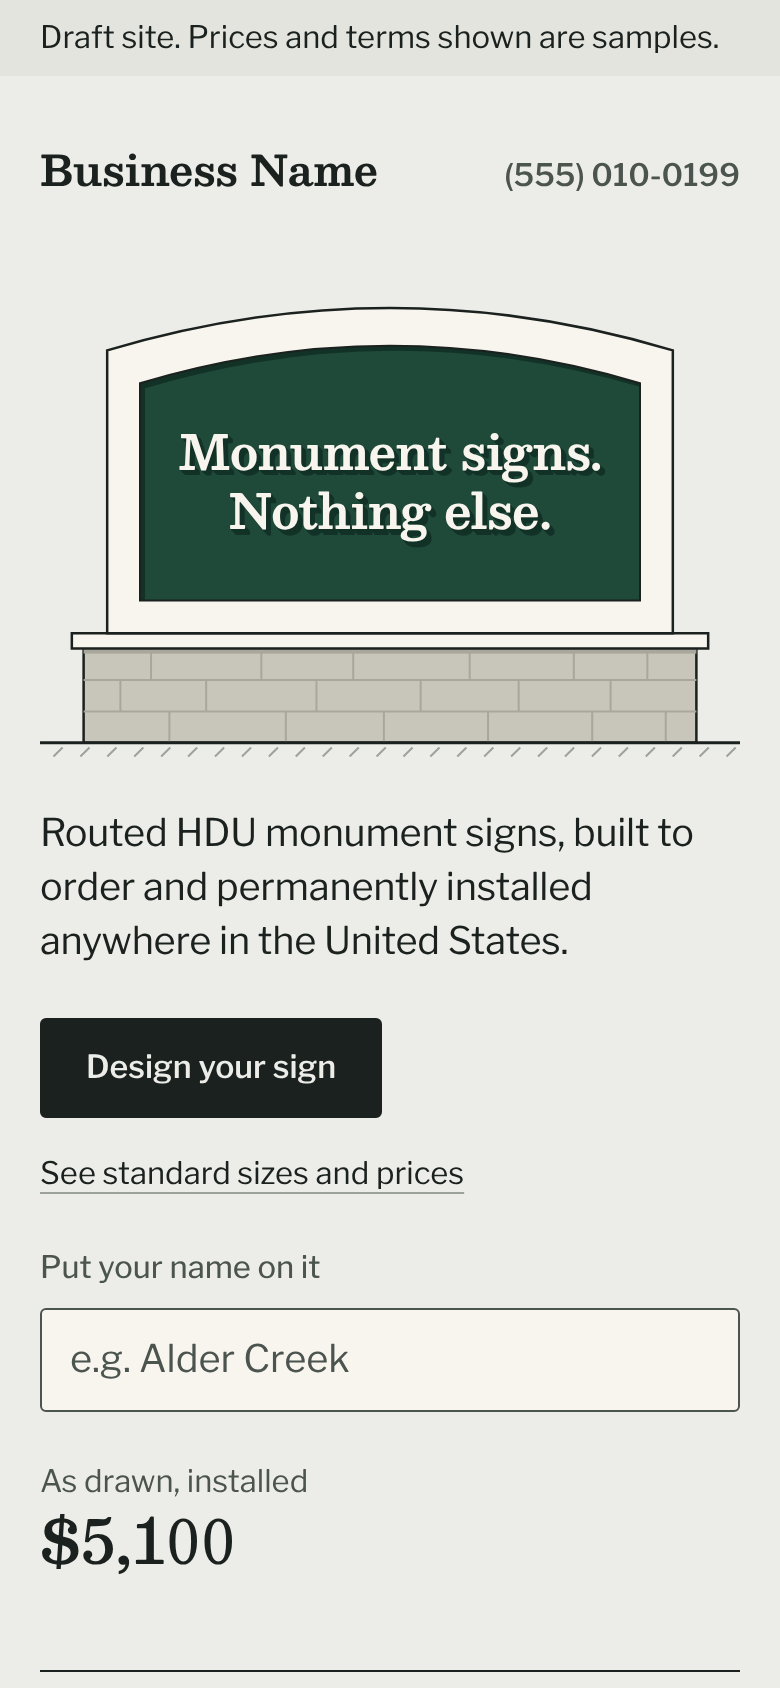 Draft site. Prices and terms shown are samples.
Business Name
(555) 010-0199
Monument signs.
Nothing else.
Routed HDU monument signs, built to
order and permanently installed
anywhere in the United States.
Design your sign
See standard sizes and prices
Put your name on it
e.g. Alder Creek
As drawn, installed
$5,100